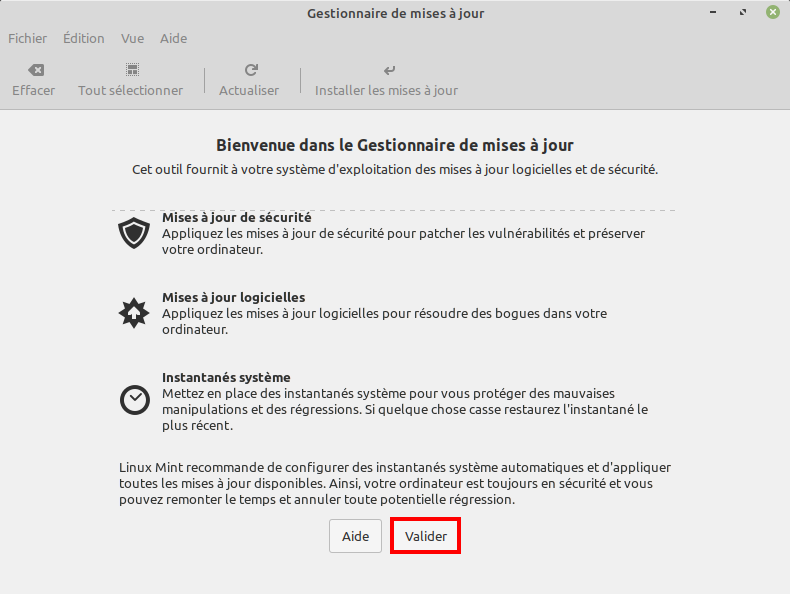 Gestionnaire de mises à jour
Fichier Édition Vue Aide
Effacer Tout sélectionner Actualiser Installer les mises à jour
Bienvenue dans le Gestionnaire de mises à jour
Cet outil fournit à votre système d'exploitation des mises à jour logicielles et de sécurité.
Mises à jour de sécurité
Appliquez les mises à jour de sécurité pour patcher les vulnérabilités et préserver
votre ordinateur.
Mises à jour logicielles
Appliquez les mises à jour logicielles pour résoudre des bogues dans votre
ordinateur.
Instantanés système
Mettez en place des instantanés système pour vous protéger des mauvaises
manipulations et des régressions. Si quelque chose casse restaurez l'instantané le
plus récent.
Linux Mint recommande de configurer des instantanés système automatiques et d'appliquer
toutes les mises à jour disponibles. Ainsi, votre ordinateur est toujours en sécurité et vous
pouvez remonter le temps et annuler toute potentielle régression.
Aide Valider